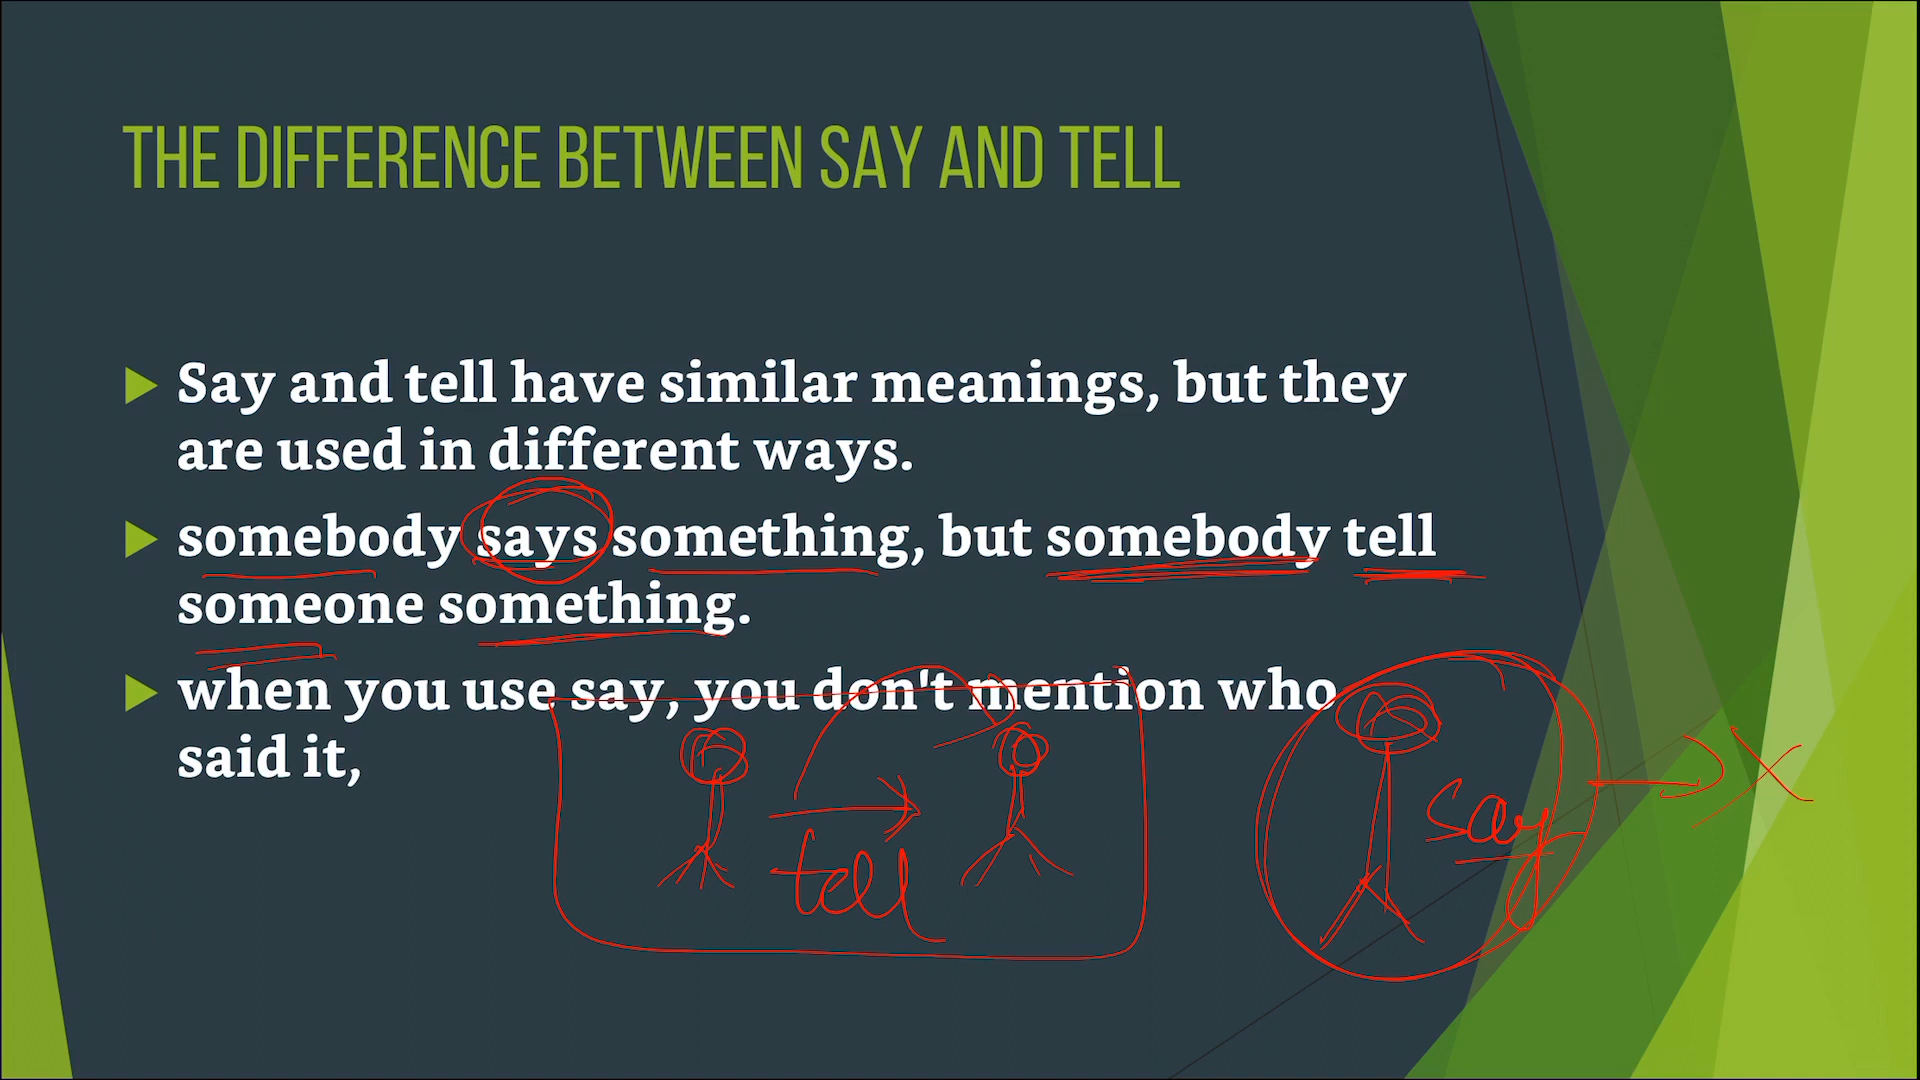 THE DIFFERENCE BETWEEN SAY AND TELL
Say and tell have similar meanings, but they
are used in different ways.
somebody says something, but somebody tell
someone something.
when you use say, you don't mention who
said it,
tell
say